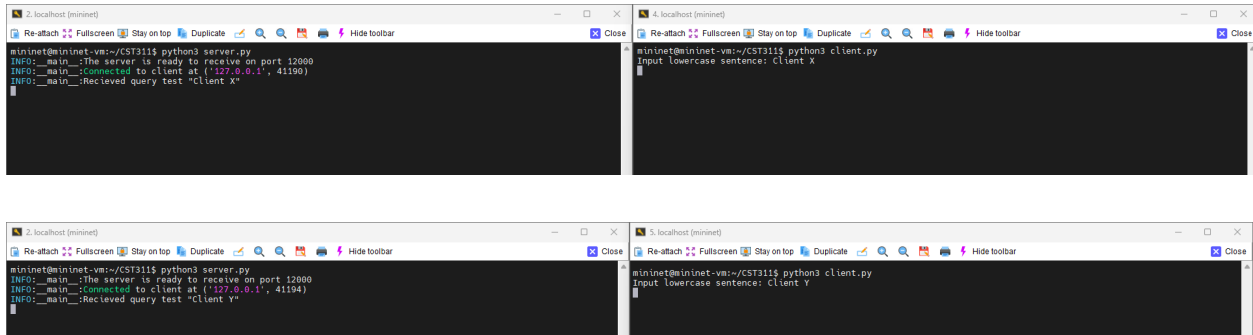 2. localhost (mininet)
Re-attach Fullscreen Stay on top Duplicate Hide toolbar Close
mininet@mininet-vm:~/CST311$ python3 server.py
INFO:__main__:The server is ready to receive on port 12000
INFO:__main__:Connected to client at ('127.0.0.1', 41190)
INFO:__main__:Recieved query test "Client X"
4. localhost (mininet)
Re-attach Fullscreen Stay on top Duplicate Hide toolbar Close
mininet@mininet-vm:~/CST311$ python3 client.py
Input lowercase sentence: Client X
2. localhost (mininet)
Re-attach Fullscreen Stay on top Duplicate Hide toolbar Close
mininet@mininet-vm:~/CST311$ python3 server.py
INFO:__main__:The server is ready to receive on port 12000
INFO:__main__:Connected to client at ('127.0.0.1', 41194)
INFO:__main__:Recieved query test "Client Y"
5. localhost (mininet)
Re-attach Fullscreen Stay on top Duplicate Hide toolbar Close
mininet@mininet-vm:~/CST311$ python3 client.py
Input lowercase sentence: Client Y